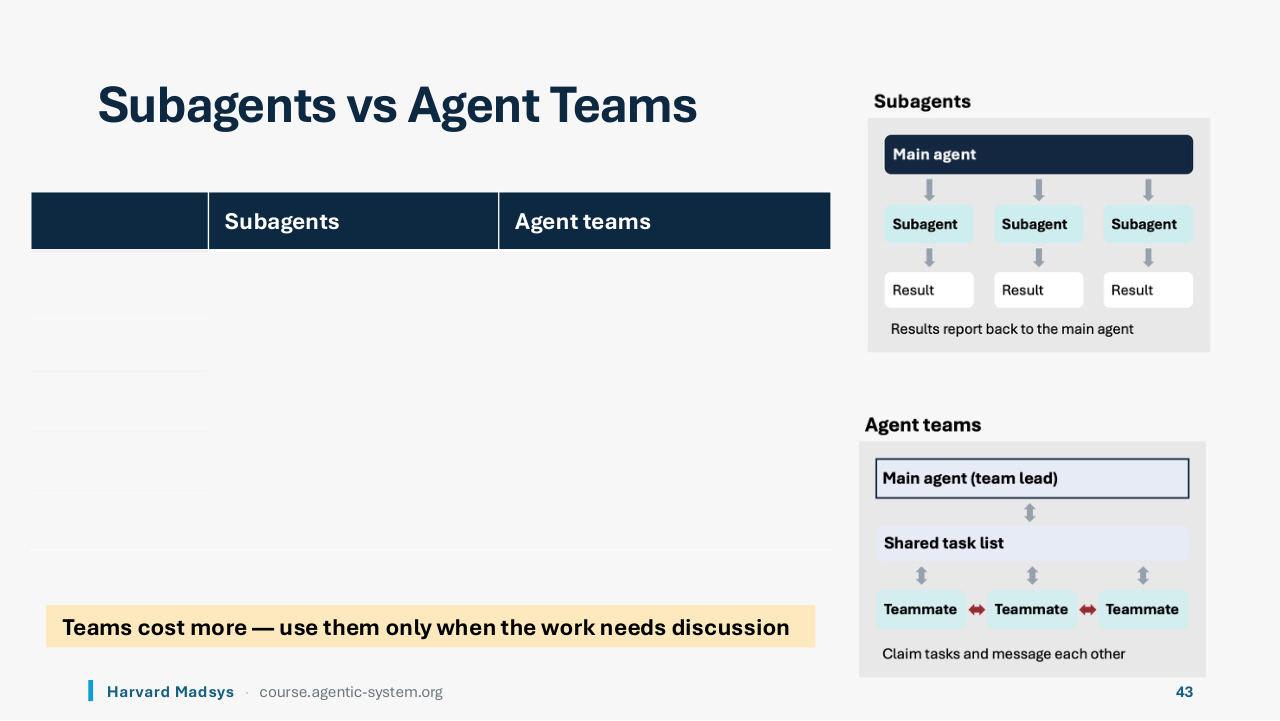 Subagents vs Agent Teams
Subagents Agent teams
Teams cost more — use them only when the work needs discussion
Subagents
Main agent
Subagent Subagent Subagent
Result Result Result
Results report back to the main agent
Agent teams
Main agent (team lead)
Shared task list
Teammate Teammate Teammate
Claim tasks and message each other
Harvard Madsys · course.agentic-system.org
43